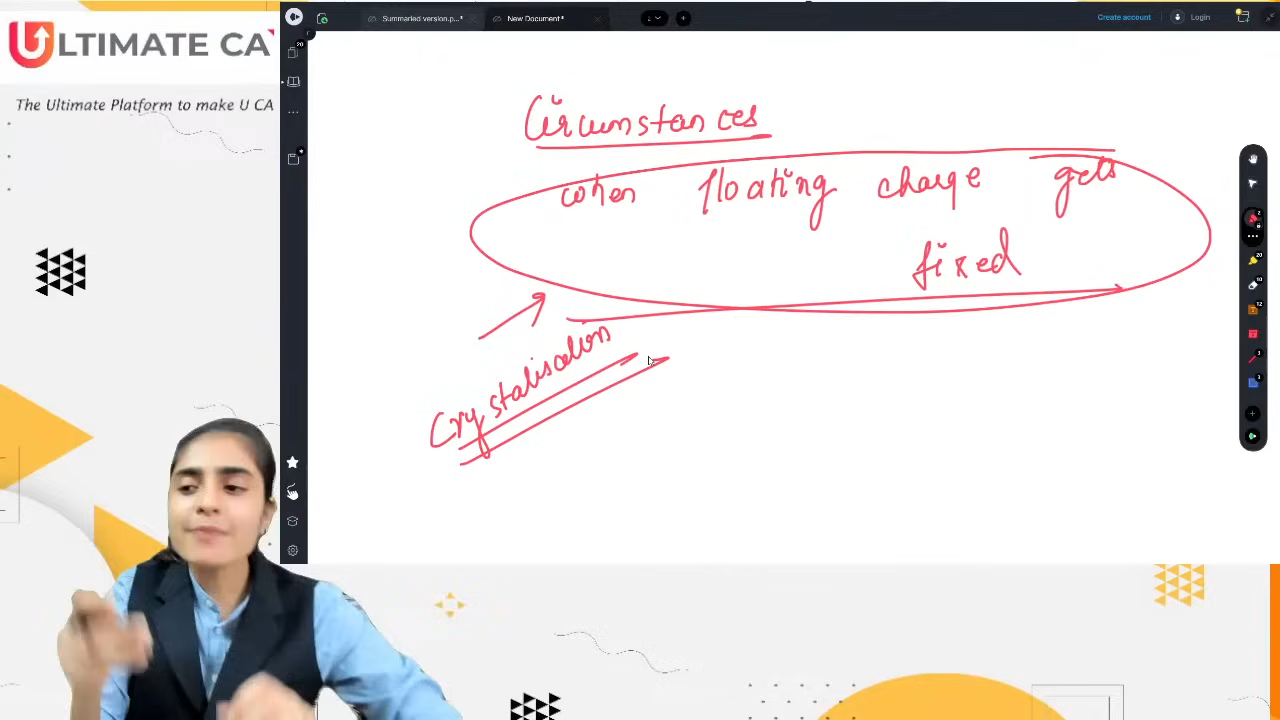 ULTIMATE CA
The Ultimate Platform to make U CA
Summaried version.p...*
New Document*
Create account
Login
Circumstances
when floating charge gets
fixed
Crystalisation